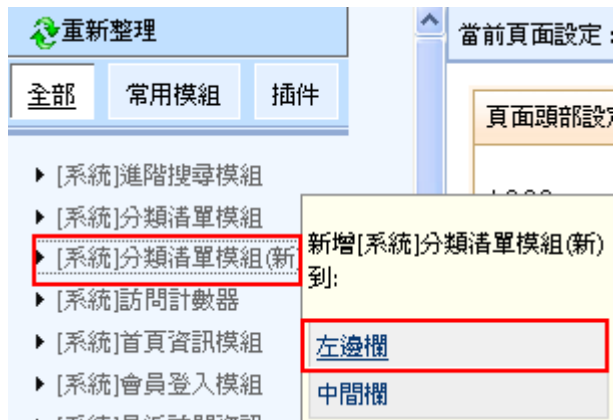 重新整理
當前頁面設定：
全部 常用模組 插件
頁面頭部設定
[系統]進階搜尋模組
[系統]分類清單模組
[系統]分類清單模組(新)
[系統]訪問計數器
[系統]首頁資訊模組
[系統]會員登入模組
新增[系統]分類清單模組(新)
到:
左邊欄
中間欄